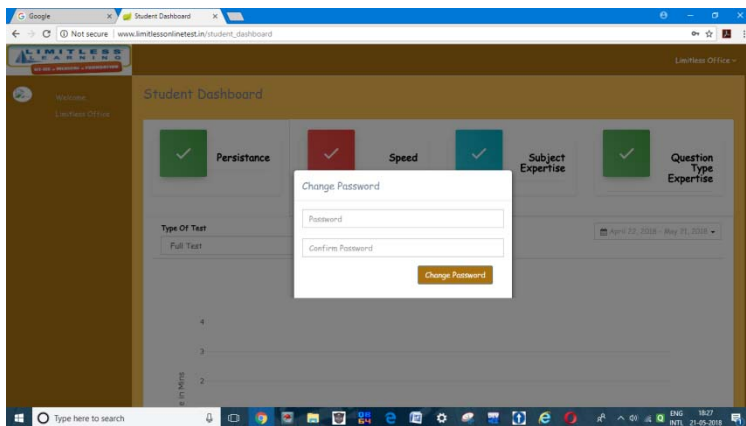 Google
Student Dashboard
Not secure | www.limitlessonlinetest.in/student_dashboard
LIMITLESS
LEARNING
Limitless Office
Welcome,
Limitless Office
Student Dashboard
Persistance
Speed
Subject
Expertise
Question
Type
Expertise
Change Password
Password
Confirm Password
Change Password
Type Of Test
Full Test
April 22, 2018 - May 21, 2018
4
3
2
e in Mins
Type here to search
ENG
INTL
18:27
21-05-2018